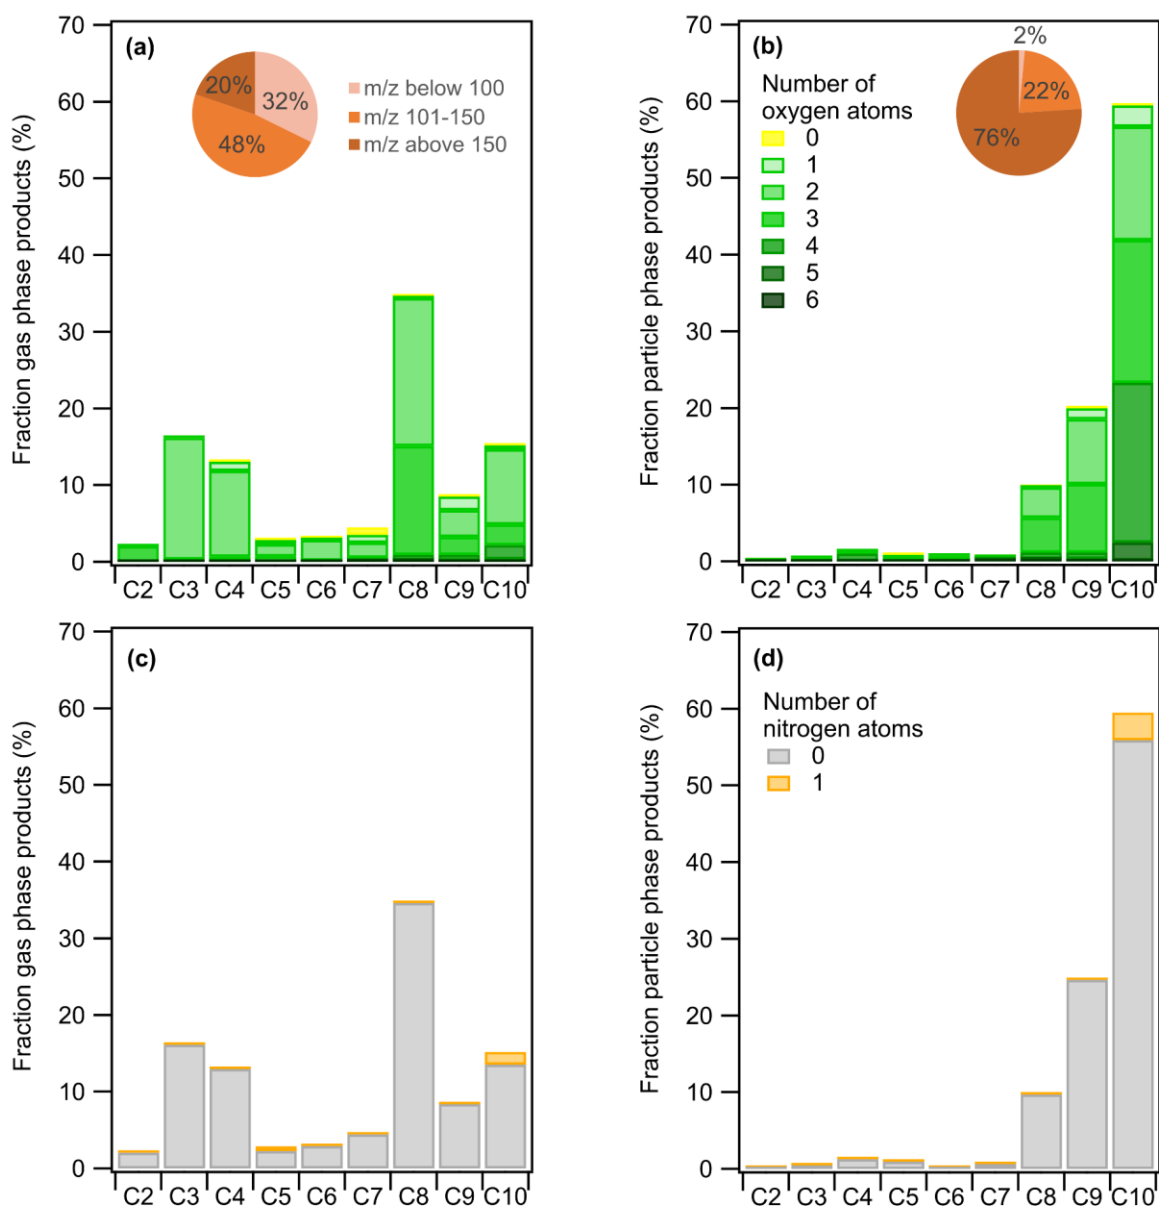 (a)
70
60
50
40
30
20
10
0
Fraction gas phase products (%)
20%
32%
48%
m/z below 100
m/z 101-150
m/z above 150
C2 C3 C4 C5 C6 C7 C8 C9 C10
(b)
70
60
50
40
30
20
10
0
Fraction particle phase products (%)
Number of
oxygen atoms
0
1
2
3
4
5
6
2%
22%
76%
C2 C3 C4 C5 C6 C7 C8 C9 C10
(c)
70
60
50
40
30
20
10
0
Fraction gas phase products (%)
C2 C3 C4 C5 C6 C7 C8 C9 C10
(d)
70
60
50
40
30
20
10
0
Fraction particle phase products (%)
Number of
nitrogen atoms
0
1
C2 C3 C4 C5 C6 C7 C8 C9 C10